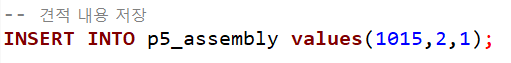 -- 견적 내용 저장
INSERT INTO p5_assembly values(1015,2,1);